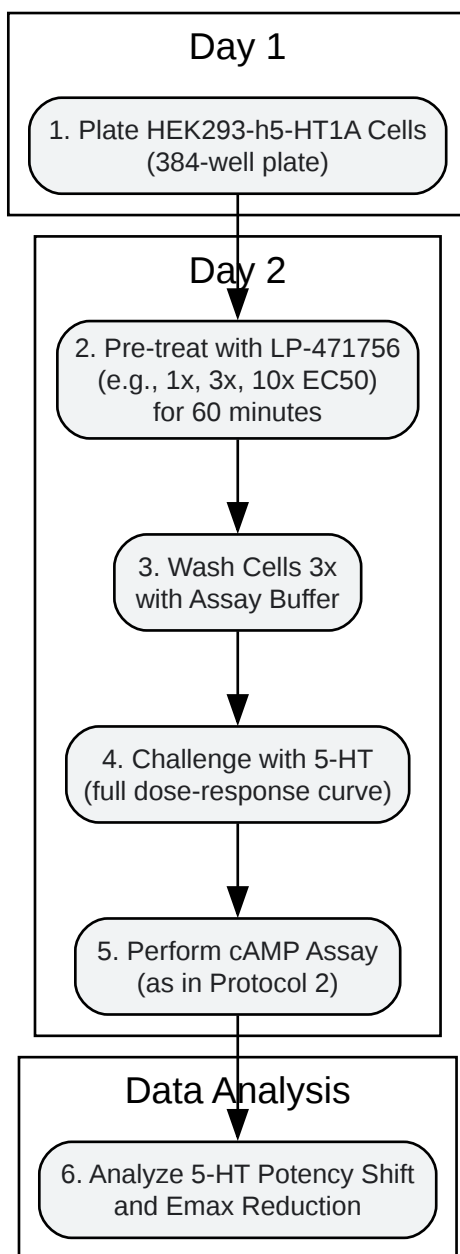 Day 1
1. Plate HEK293-h5-HT1A Cells
(384-well plate)
Day 2
2. Pre-treat with LP-471756
(e.g., 1x, 3x, 10x EC50)
for 60 minutes
3. Wash Cells 3x
with Assay Buffer
4. Challenge with 5-HT
(full dose-response curve)
5. Perform cAMP Assay
(as in Protocol 2)
Data Analysis
6. Analyze 5-HT Potency Shift
and Emax Reduction